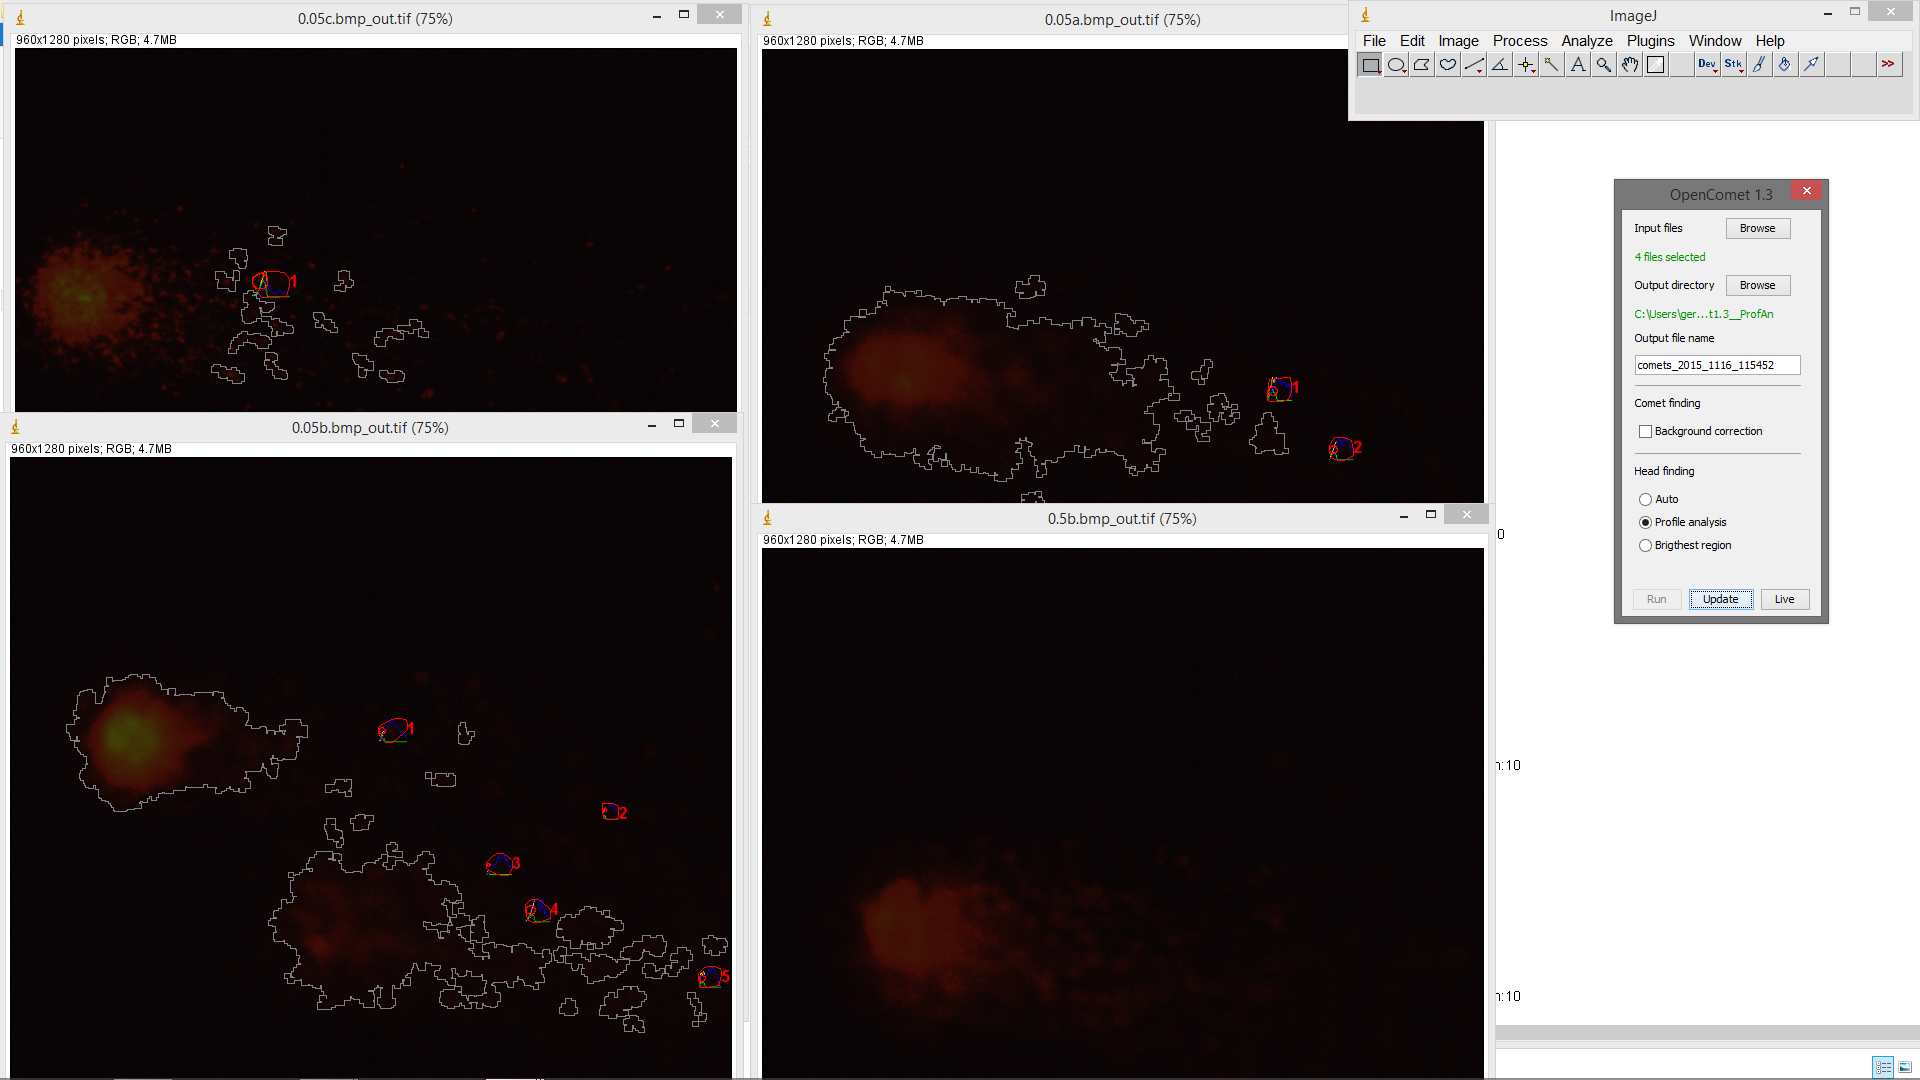 0.05c.bmp_out.tif (75%)
960x1280 pixels; RGB; 4.7MB
1
0.05a.bmp_out.tif (75%)
960x1280 pixels; RGB; 4.7MB
1
2
ImageJ
File Edit Image Process Analyze Plugins Window Help
A Dev Stk >>
0.05b.bmp_out.tif (75%)
960x1280 pixels; RGB; 4.7MB
1
2
3
4
5
0.5b.bmp_out.tif (75%)
960x1280 pixels; RGB; 4.7MB
OpenComet 1.3
Input files Browse
4 files selected
Output directory Browse
C:\Users\ger...t1.3__ProfAn
Output file name
comets_2015_1116_115452
Comet finding
Background correction
Head finding
Auto
Profile analysis
Brigthest region
Run Update Live
0
n:10
n:10